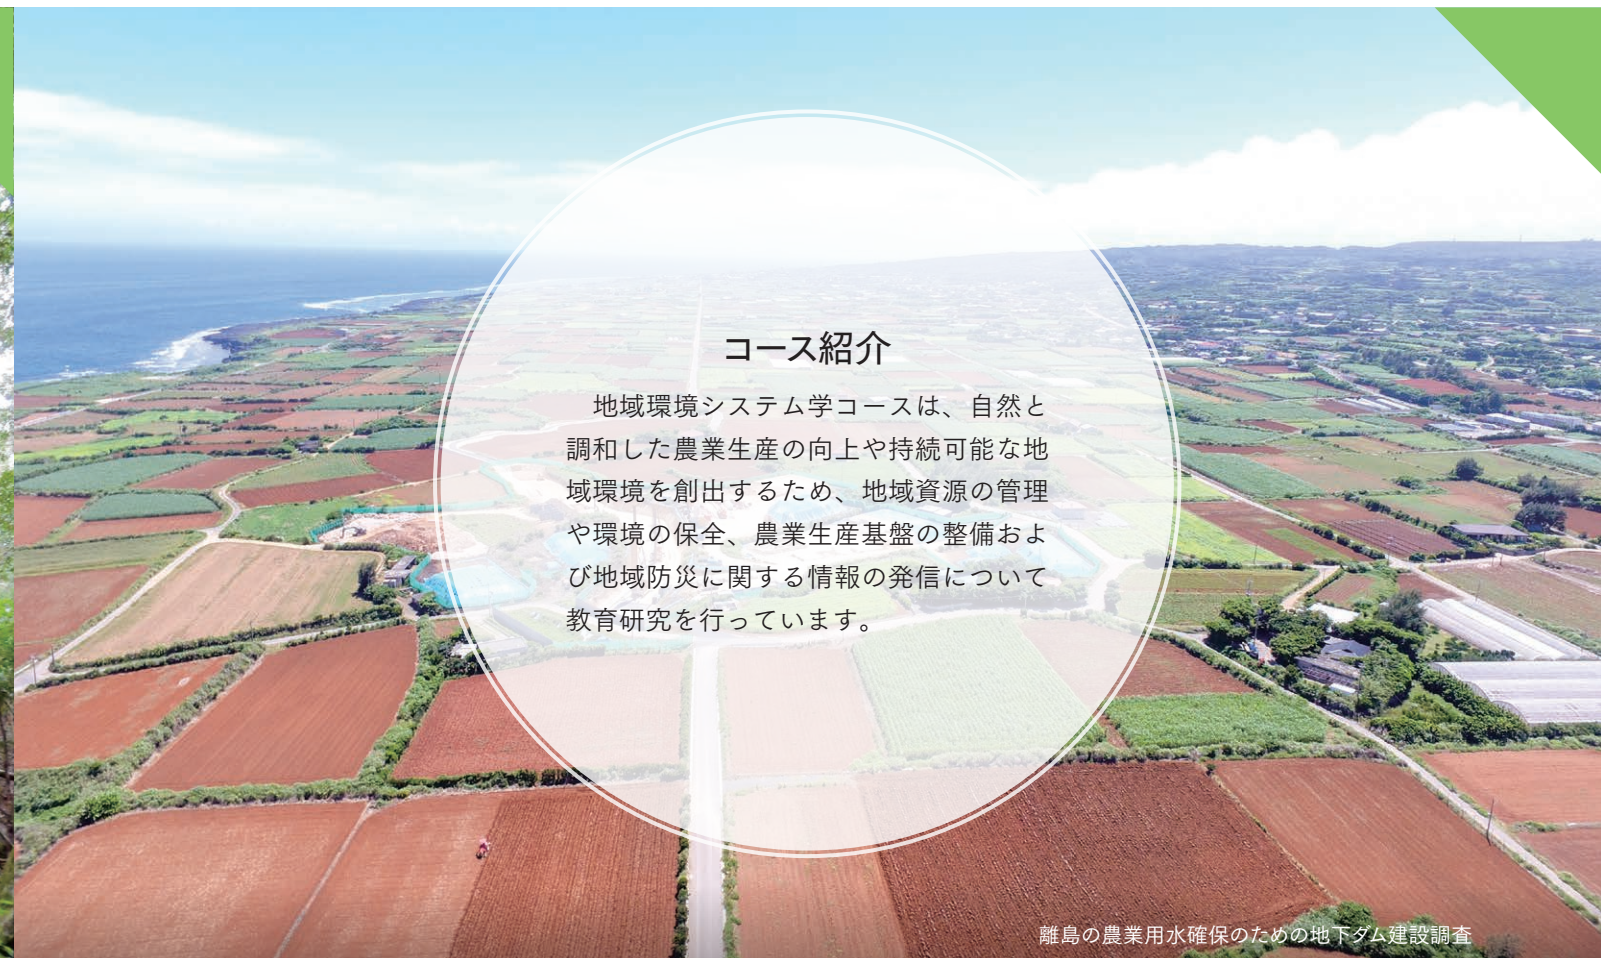 コース紹介
　地域環境システム学コースは、自然と
調和した農業生産の向上や持続可能な地
域環境を創出するため、地域資源の管理
や環境の保全、農業生産基盤の整備およ
び地域防災に関する情報の発信について
教育研究を行っています。
離島の農業用水確保のための地下ダム建設調査